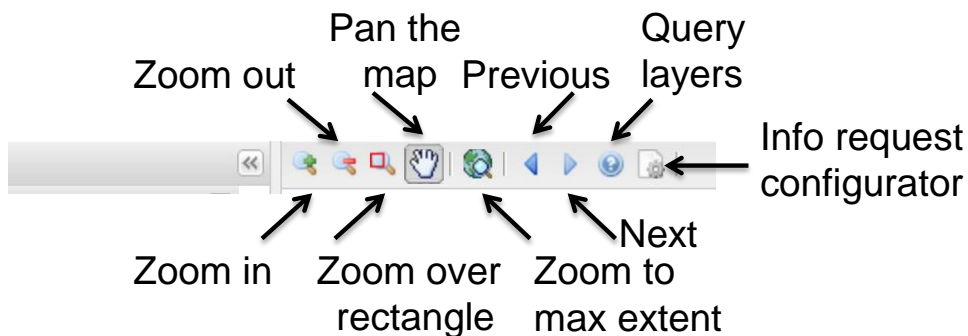 Zoom out
Pan the
map
Previous
Query
layers
Info request
configurator
Zoom in
Zoom over
rectangle
Zoom to
max extent
Next